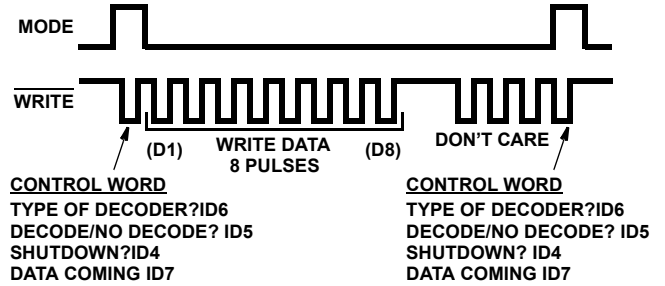 MODE
WRITE
(D1)
WRITE DATA
8 PULSES
(D8)
DON'T CARE
CONTROL WORD
TYPE OF DECODER?ID6
DECODE/NO DECODE? ID5
SHUTDOWN?ID4
DATA COMING ID7
CONTROL WORD
TYPE OF DECODER?ID6
DECODE/NO DECODE? ID5
SHUTDOWN? ID4
DATA COMING ID7